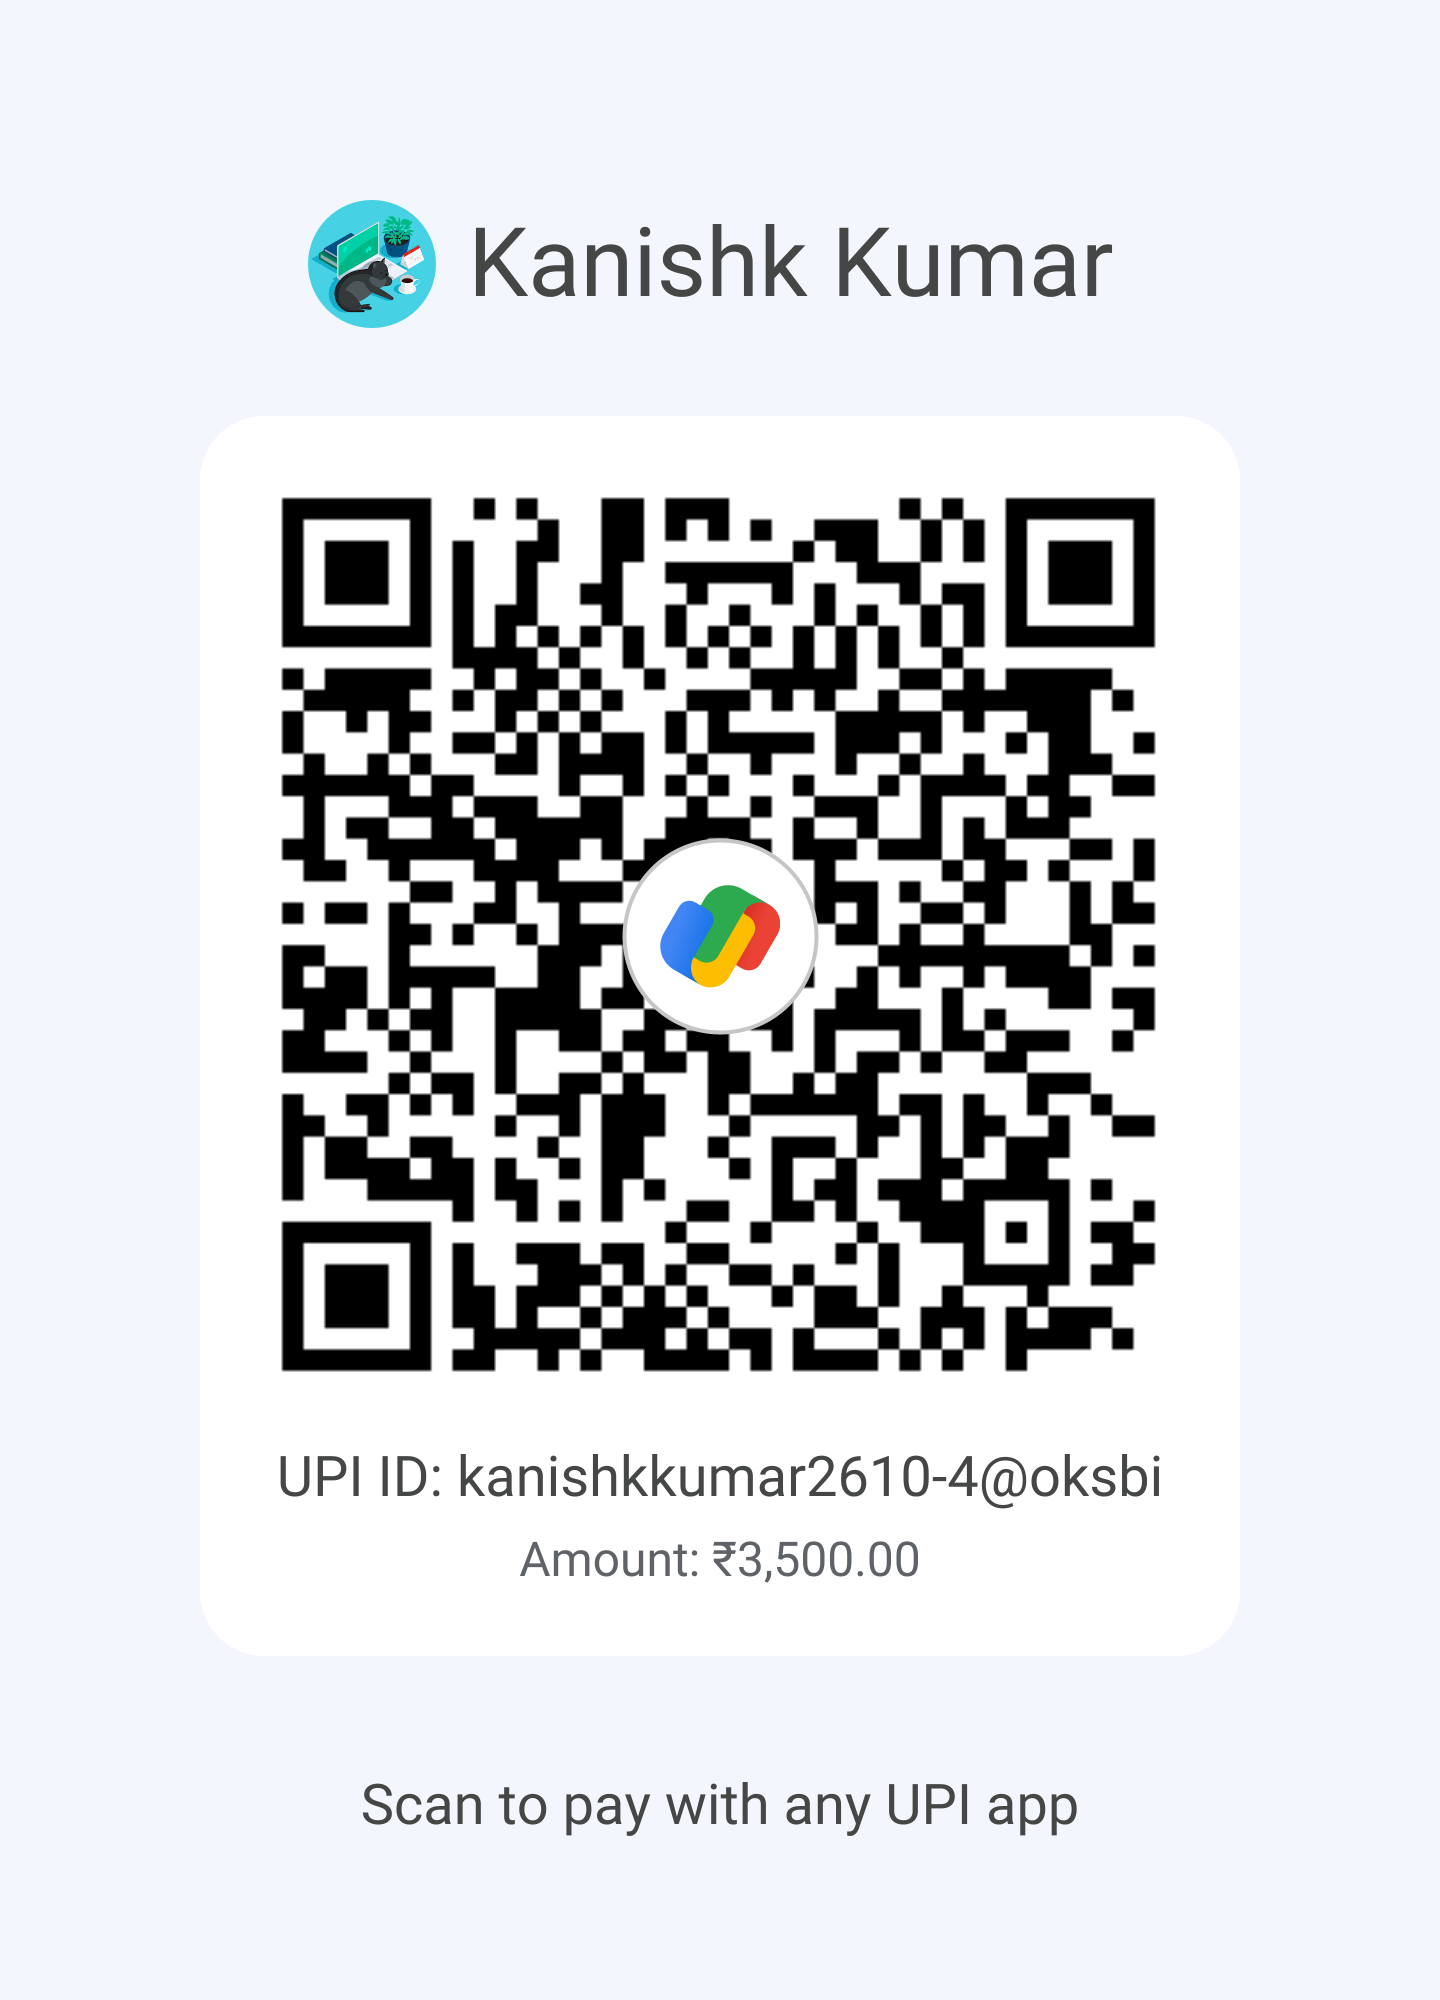 Kanishk Kumar
UPI ID: kanishkkumar2610-4@oksbi
Amount: ₹3,500.00
Scan to pay with any UPI app